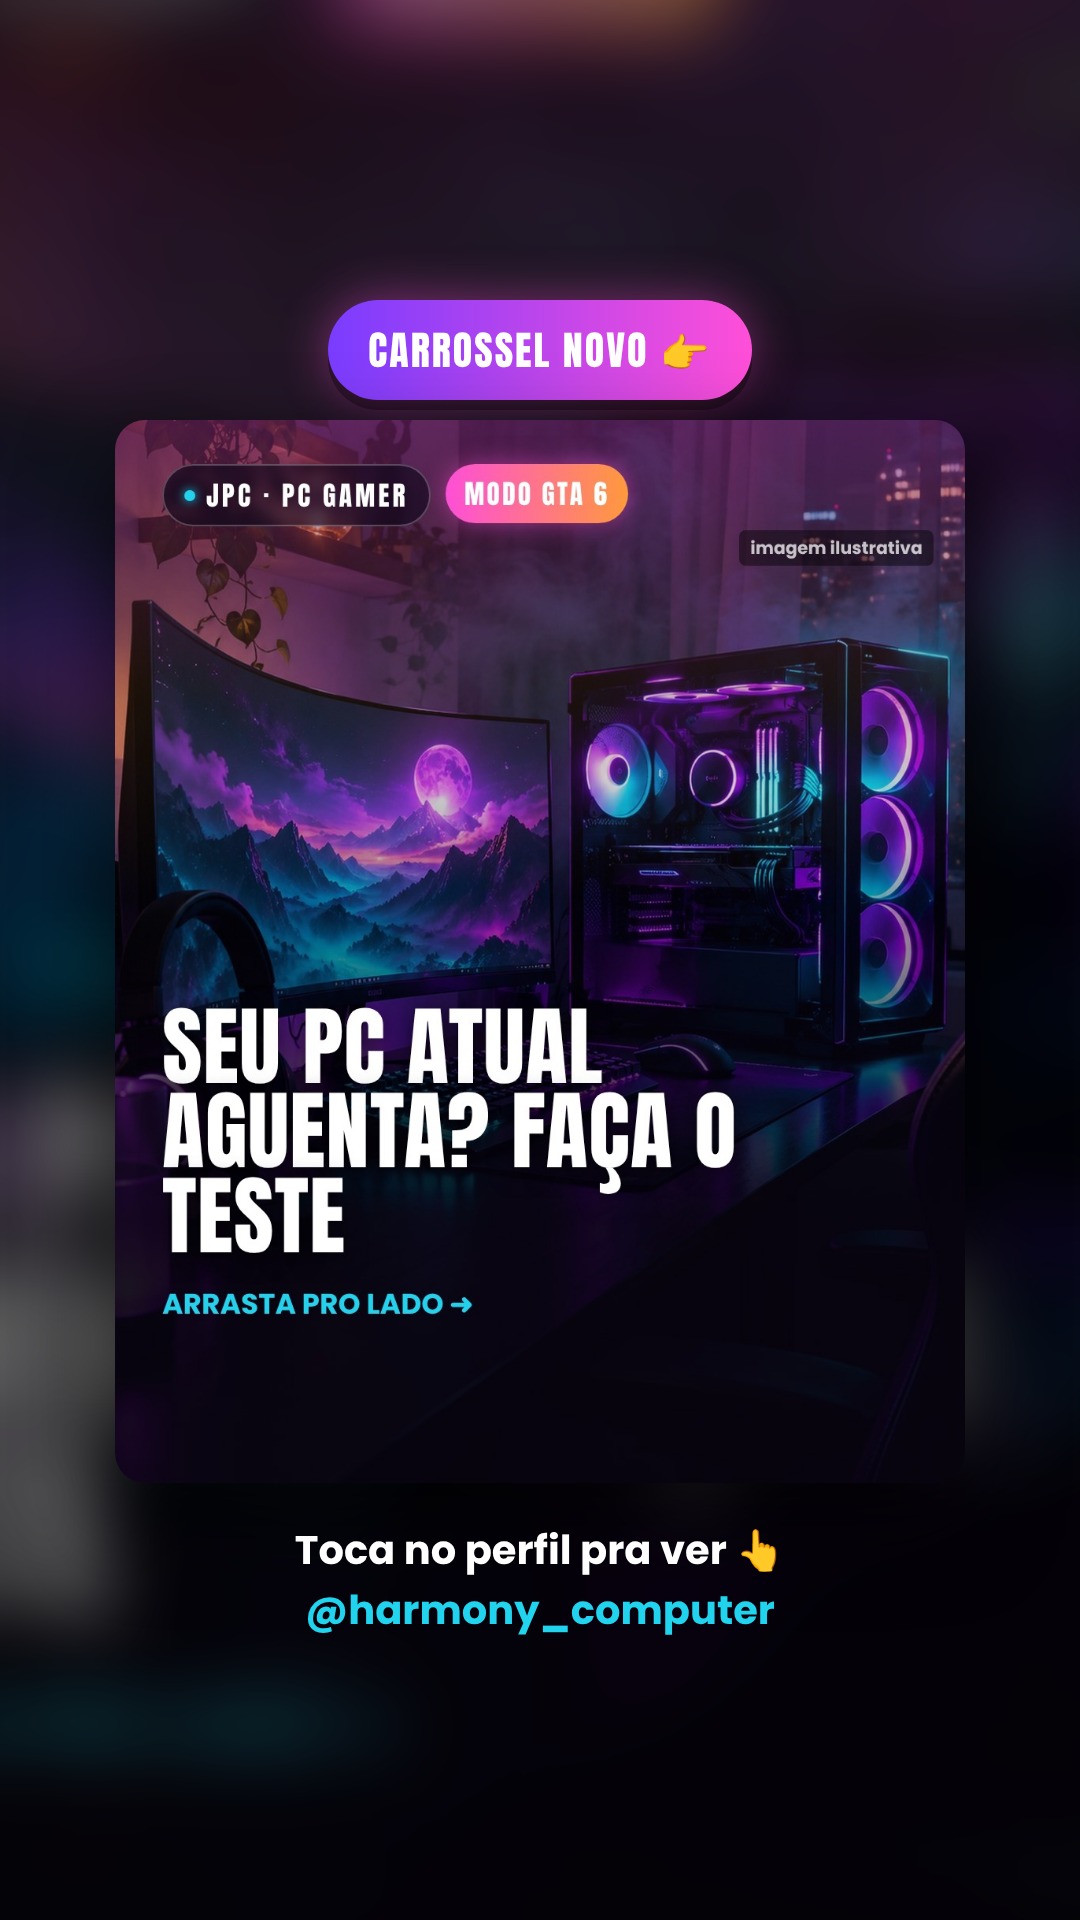 CARROSSEL NOVO 👉
JPC · PC GAMER
MODO GTA 6
imagem ilustrativa
SEU PC ATUAL
AGUENTA? FAÇA O
TESTE
ARRASTA PRO LADO →
Toca no perfil pra ver 👆
@harmony_computer